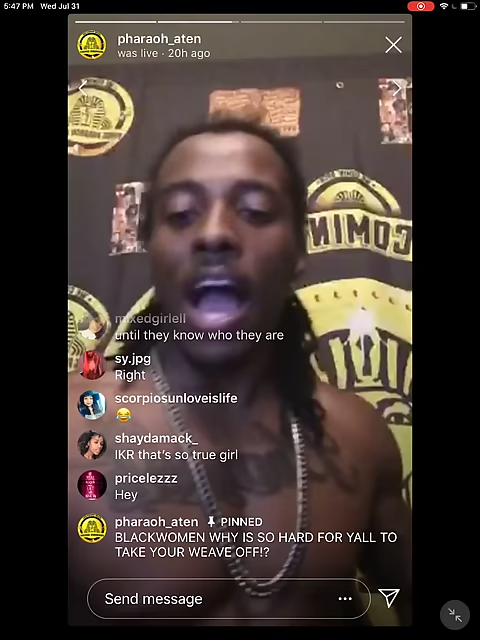 5:47 PM Wed Jul 31
pharaoh_aten
was live · 20h ago
COMIN
mixedgirlell
until they know who they are
sy.jpg
Right
scorpiosunloveislife
😂
shaydamack_
IKR that's so true girl
pricelezzz
Hey
pharaoh_aten PINNED
BLACKWOMEN WHY IS SO HARD FOR YALL TO
TAKE YOUR WEAVE OFF!?
Send message